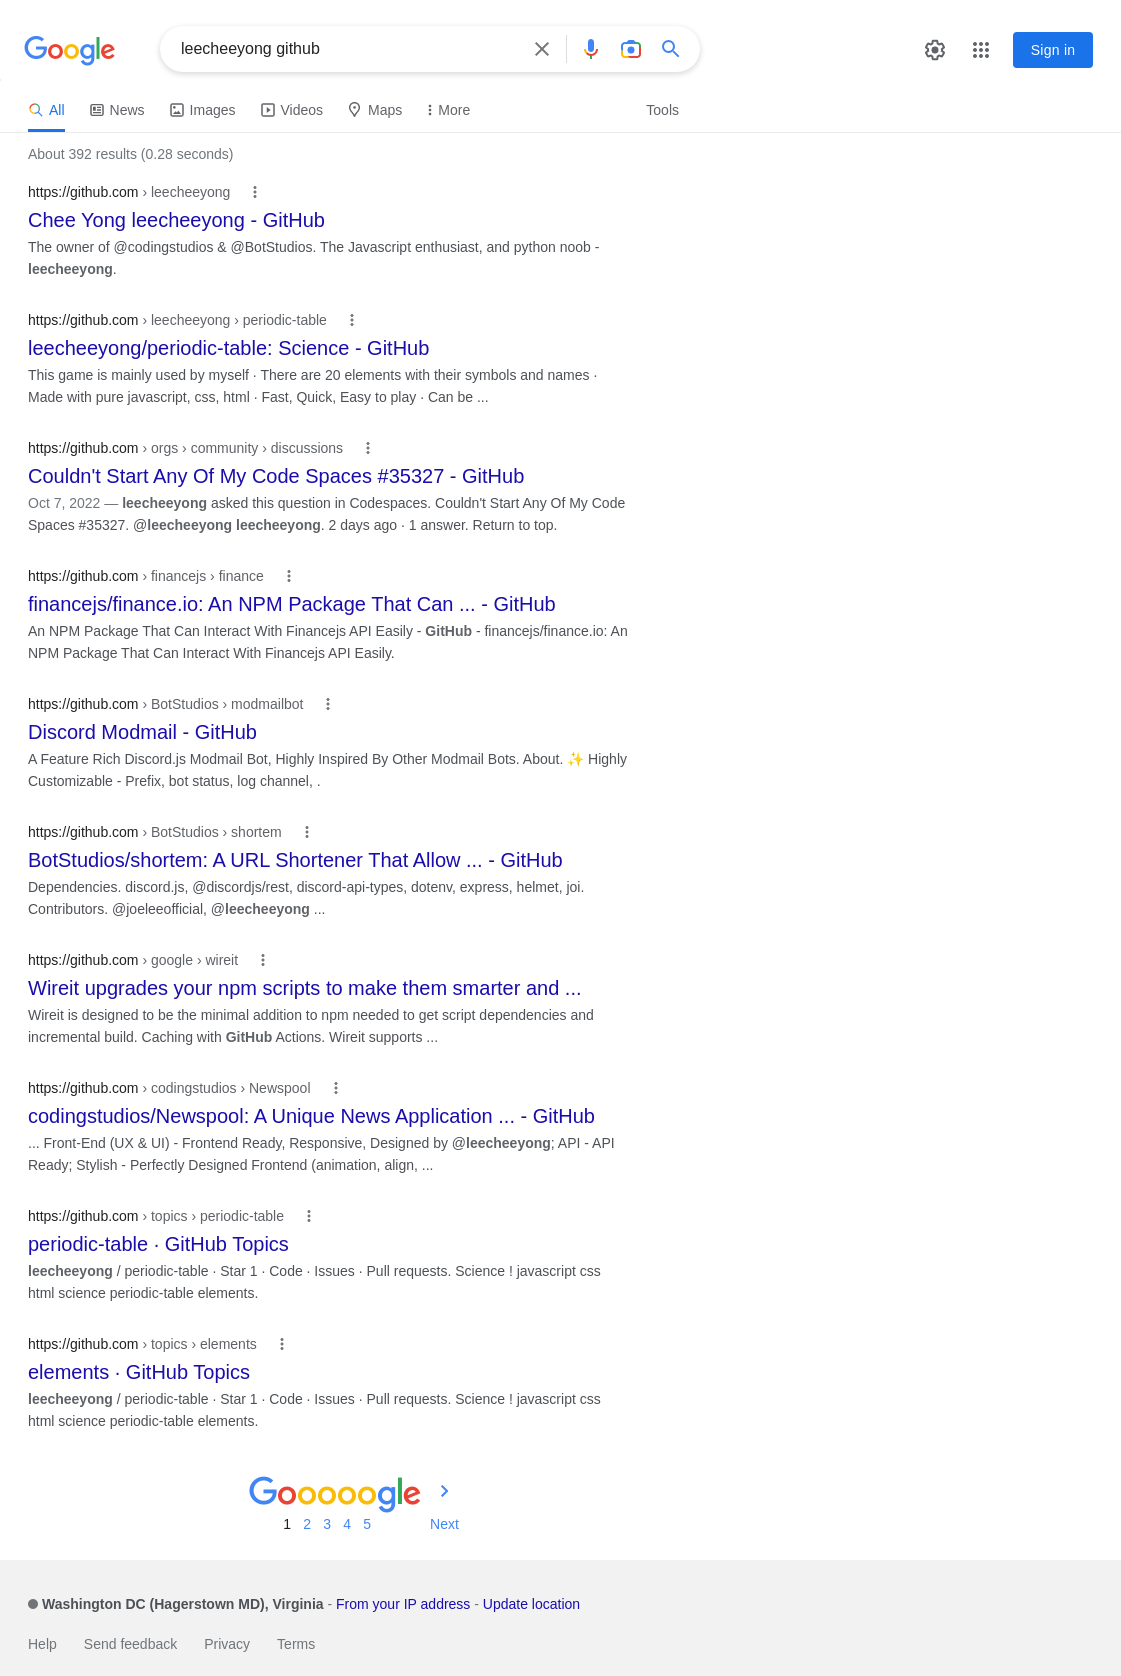 Google
leecheeyong github
Sign in
All News Images Videos Maps More Tools
About 392 results (0.28 seconds)
https://github.com › leecheeyong
Chee Yong leecheeyong - GitHub
The owner of @codingstudios & @BotStudios. The Javascript enthusiast, and python noob -
leecheeyong.
https://github.com › leecheeyong › periodic-table
leecheeyong/periodic-table: Science - GitHub
This game is mainly used by myself · There are 20 elements with their symbols and names ·
Made with pure javascript, css, html · Fast, Quick, Easy to play · Can be ...
https://github.com › orgs › community › discussions
Couldn't Start Any Of My Code Spaces #35327 - GitHub
Oct 7, 2022 — leecheeyong asked this question in Codespaces. Couldn't Start Any Of My Code
Spaces #35327. @leecheeyong leecheeyong. 2 days ago · 1 answer. Return to top.
https://github.com › financejs › finance
financejs/finance.io: An NPM Package That Can ... - GitHub
An NPM Package That Can Interact With Financejs API Easily - GitHub - financejs/finance.io: An
NPM Package That Can Interact With Financejs API Easily.
https://github.com › BotStudios › modmailbot
Discord Modmail - GitHub
A Feature Rich Discord.js Modmail Bot, Highly Inspired By Other Modmail Bots. About. ✨ Highly
Customizable - Prefix, bot status, log channel, .
https://github.com › BotStudios › shortem
BotStudios/shortem: A URL Shortener That Allow ... - GitHub
Dependencies. discord.js, @discordjs/rest, discord-api-types, dotenv, express, helmet, joi.
Contributors. @joeleeofficial, @leecheeyong ...
https://github.com › google › wireit
Wireit upgrades your npm scripts to make them smarter and ...
Wireit is designed to be the minimal addition to npm needed to get script dependencies and
incremental build. Caching with GitHub Actions. Wireit supports ...
https://github.com › codingstudios › Newspool
codingstudios/Newspool: A Unique News Application ... - GitHub
... Front-End (UX & UI) - Frontend Ready, Responsive, Designed by @leecheeyong; API - API
Ready; Stylish - Perfectly Designed Frontend (animation, align, ...
https://github.com › topics › periodic-table
periodic-table · GitHub Topics
leecheeyong / periodic-table · Star 1 · Code · Issues · Pull requests. Science ! javascript css
html science periodic-table elements.
https://github.com › topics › elements
elements · GitHub Topics
leecheeyong / periodic-table · Star 1 · Code · Issues · Pull requests. Science ! javascript css
html science periodic-table elements.
Goooooogle
1 2 3 4 5 Next
Washington DC (Hagerstown MD), Virginia - From your IP address - Update location
Help Send feedback Privacy Terms